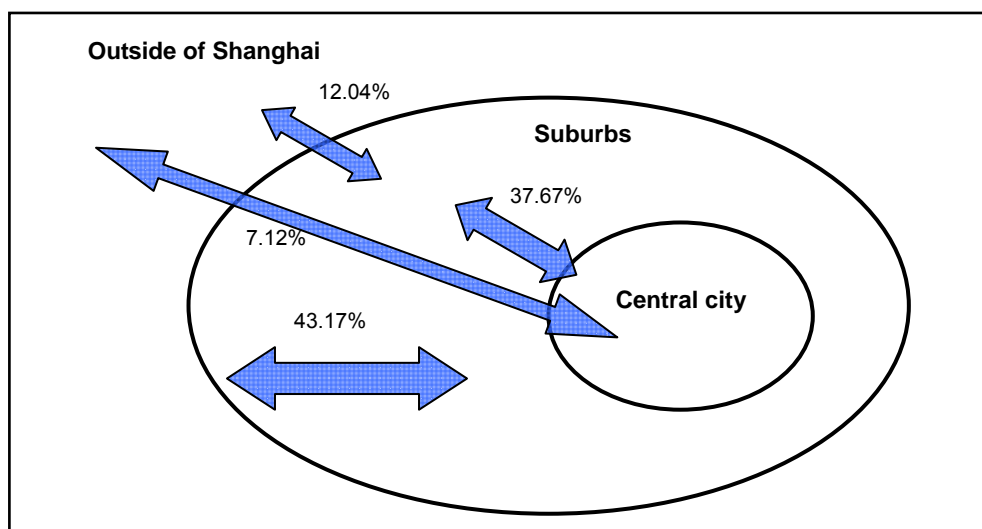 Outside of Shanghai
12.04%
Suburbs
37.67%
7.12%
Central city
43.17%